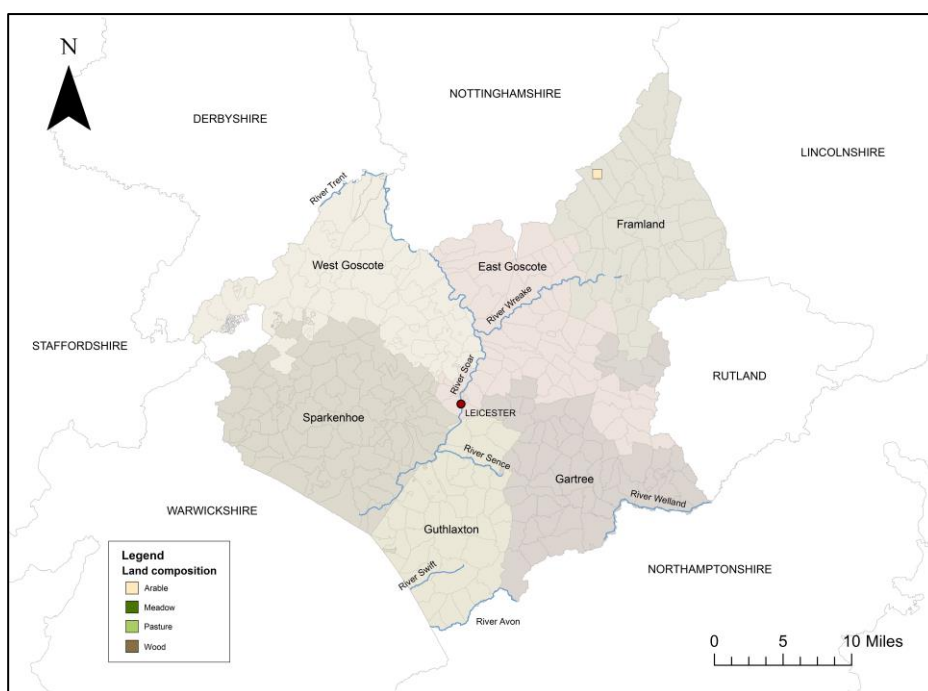 N
NOTTINGHAMSHIRE
DERBYSHIRE
LINCOLNSHIRE
River Trent
Framland
West Goscote
East Goscote
River Wreake
STAFFORDSHIRE
River Soar
RUTLAND
Sparkenhoe
LEICESTER
River Sence
Gartree
River Welland
WARWICKSHIRE
Guthlaxton
NORTHAMPTONSHIRE
River Swift
River Avon
Legend
Land composition
Arable
Meadow
Pasture
Wood
0 5 10 Miles